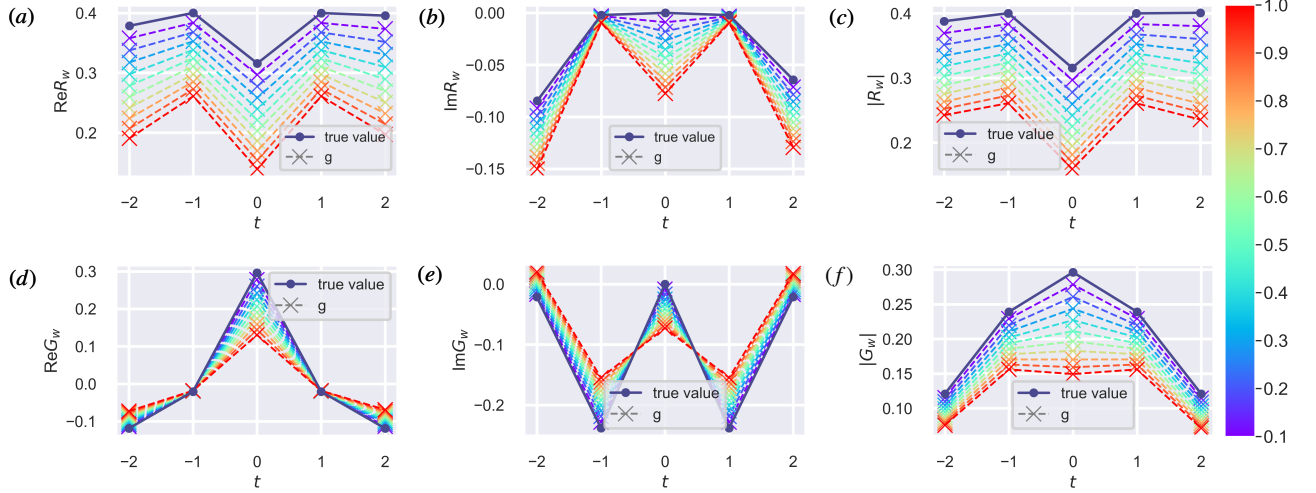 (a)
ReR_w
0.4
0.3
0.2
true value
g
−2 −1 0 1 2
t
(b)
ImR_w
0.00
−0.05
−0.10
−0.15
true value
g
−2 −1 0 1 2
t
(c)
|R_w|
0.4
0.3
0.2
true value
g
−2 −1 0 1 2
t
(d)
ReG_w
0.3
0.2
0.1
0.0
−0.1
true value
g
−2 −1 0 1 2
t
(e)
ImG_w
0.0
−0.1
−0.2
true value
g
−2 −1 0 1 2
t
(f)
|G_w|
0.30
0.25
0.20
0.15
0.10
true value
g
−2 −1 0 1 2
t
1.0
0.9
0.8
0.7
0.6
0.5
0.4
0.3
0.2
0.1